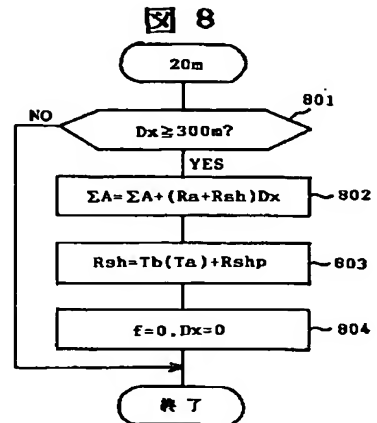 図 8
20m
801
NO
Dx≧300m?
YES
ΣA=ΣA+(Ra+Rsh)Dx
802
Rsh=Tb(Ta)+Rshp
803
f=0.Dx=0
804
終了